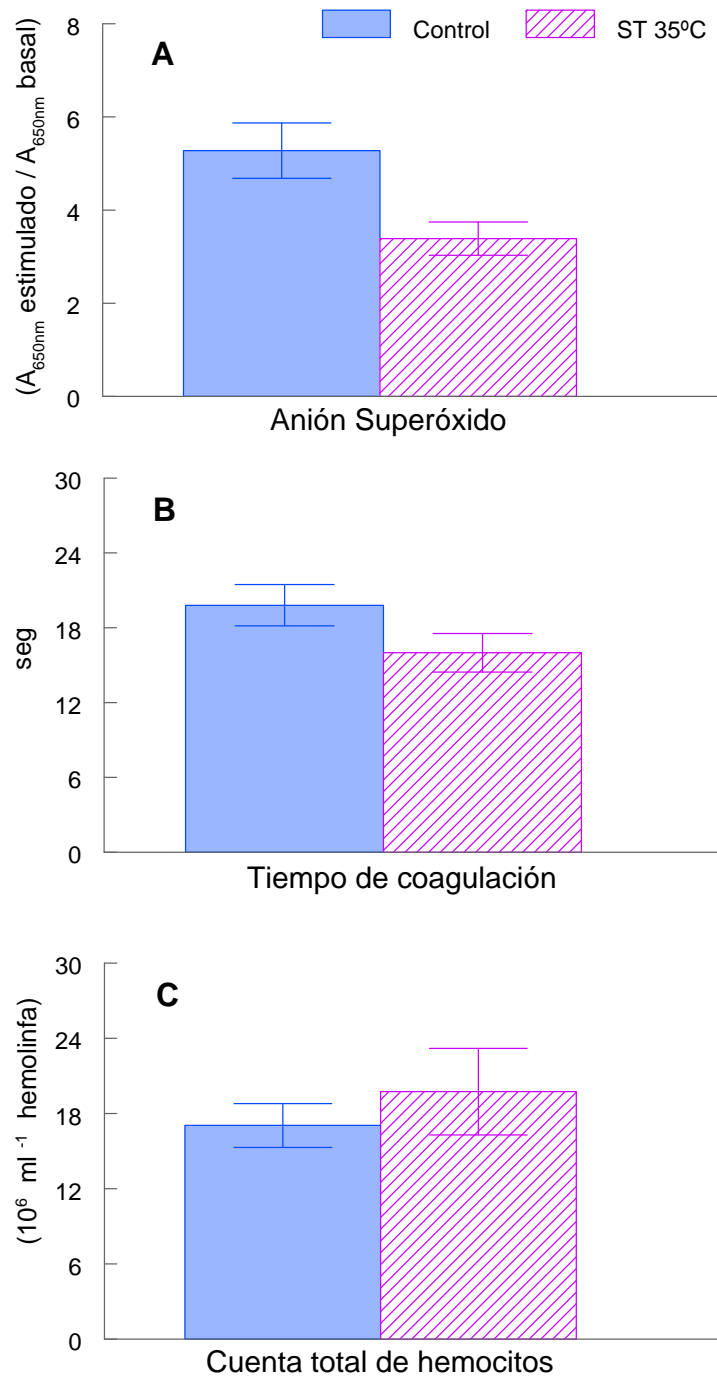 Control
ST 35ºC
A
8
6
4
2
0
(A650nm estimulado / A650nm basal)
Anión Superóxido
B
30
24
18
12
6
0
seg
Tiempo de coagulación
C
30
24
18
12
6
0
(10⁶ ml ⁻¹ hemolinfa)
Cuenta total de hemocitos